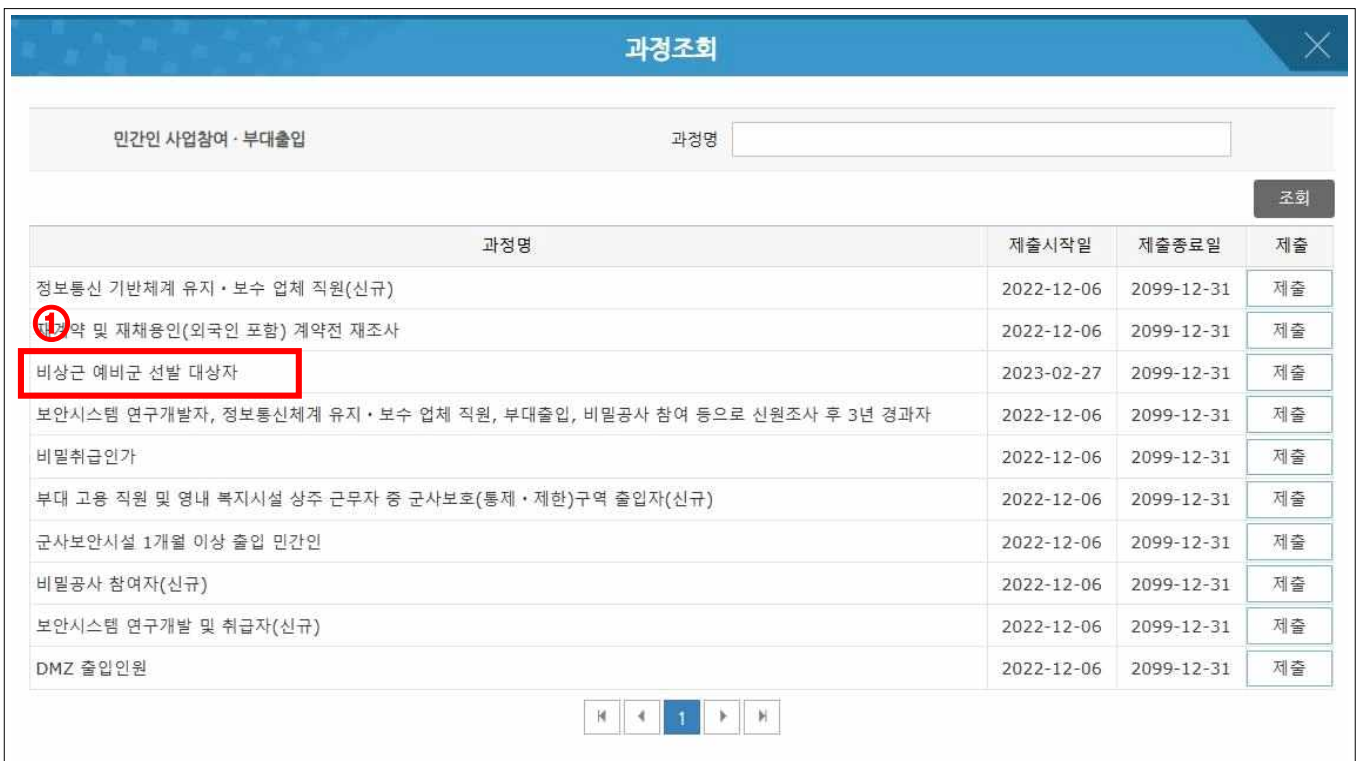 과정조회
민간인 사업참여 · 부대출입 과정명
조회
과정명 제출시작일 제출종료일 제출
정보통신 기반체계 유지・보수 업체 직원(신규) 2022-12-06 2099-12-31 제출
①
재계약 및 재채용인(외국인 포함) 계약전 재조사 2022-12-06 2099-12-31 제출
비상근 예비군 선발 대상자 2023-02-27 2099-12-31 제출
보안시스템 연구개발자, 정보통신체계 유지・보수 업체 직원, 부대출입, 비밀공사 참여 등으로 신원조사 후 3년 경과자 2022-12-06 2099-12-31 제출
비밀취급인가 2022-12-06 2099-12-31 제출
부대 고용 직원 및 영내 복지시설 상주 근무자 중 군사보호(통제・제한)구역 출입자(신규) 2022-12-06 2099-12-31 제출
군사보안시설 1개월 이상 출입 민간인 2022-12-06 2099-12-31 제출
비밀공사 참여자(신규) 2022-12-06 2099-12-31 제출
보안시스템 연구개발 및 취급자(신규) 2022-12-06 2099-12-31 제출
DMZ 출입인원 2022-12-06 2099-12-31 제출
1